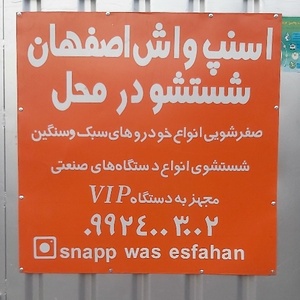 اسنپ واش اصفهان
شستشو در محل
صفرشویی انواع خودروهای سبک وسنگین
شستشوی انواع دستگاه‌های صنعتی
مجهز به دستگاه VIP
۰۹۹۲۴۰۰۳۰۰۲
snapp was esfahan